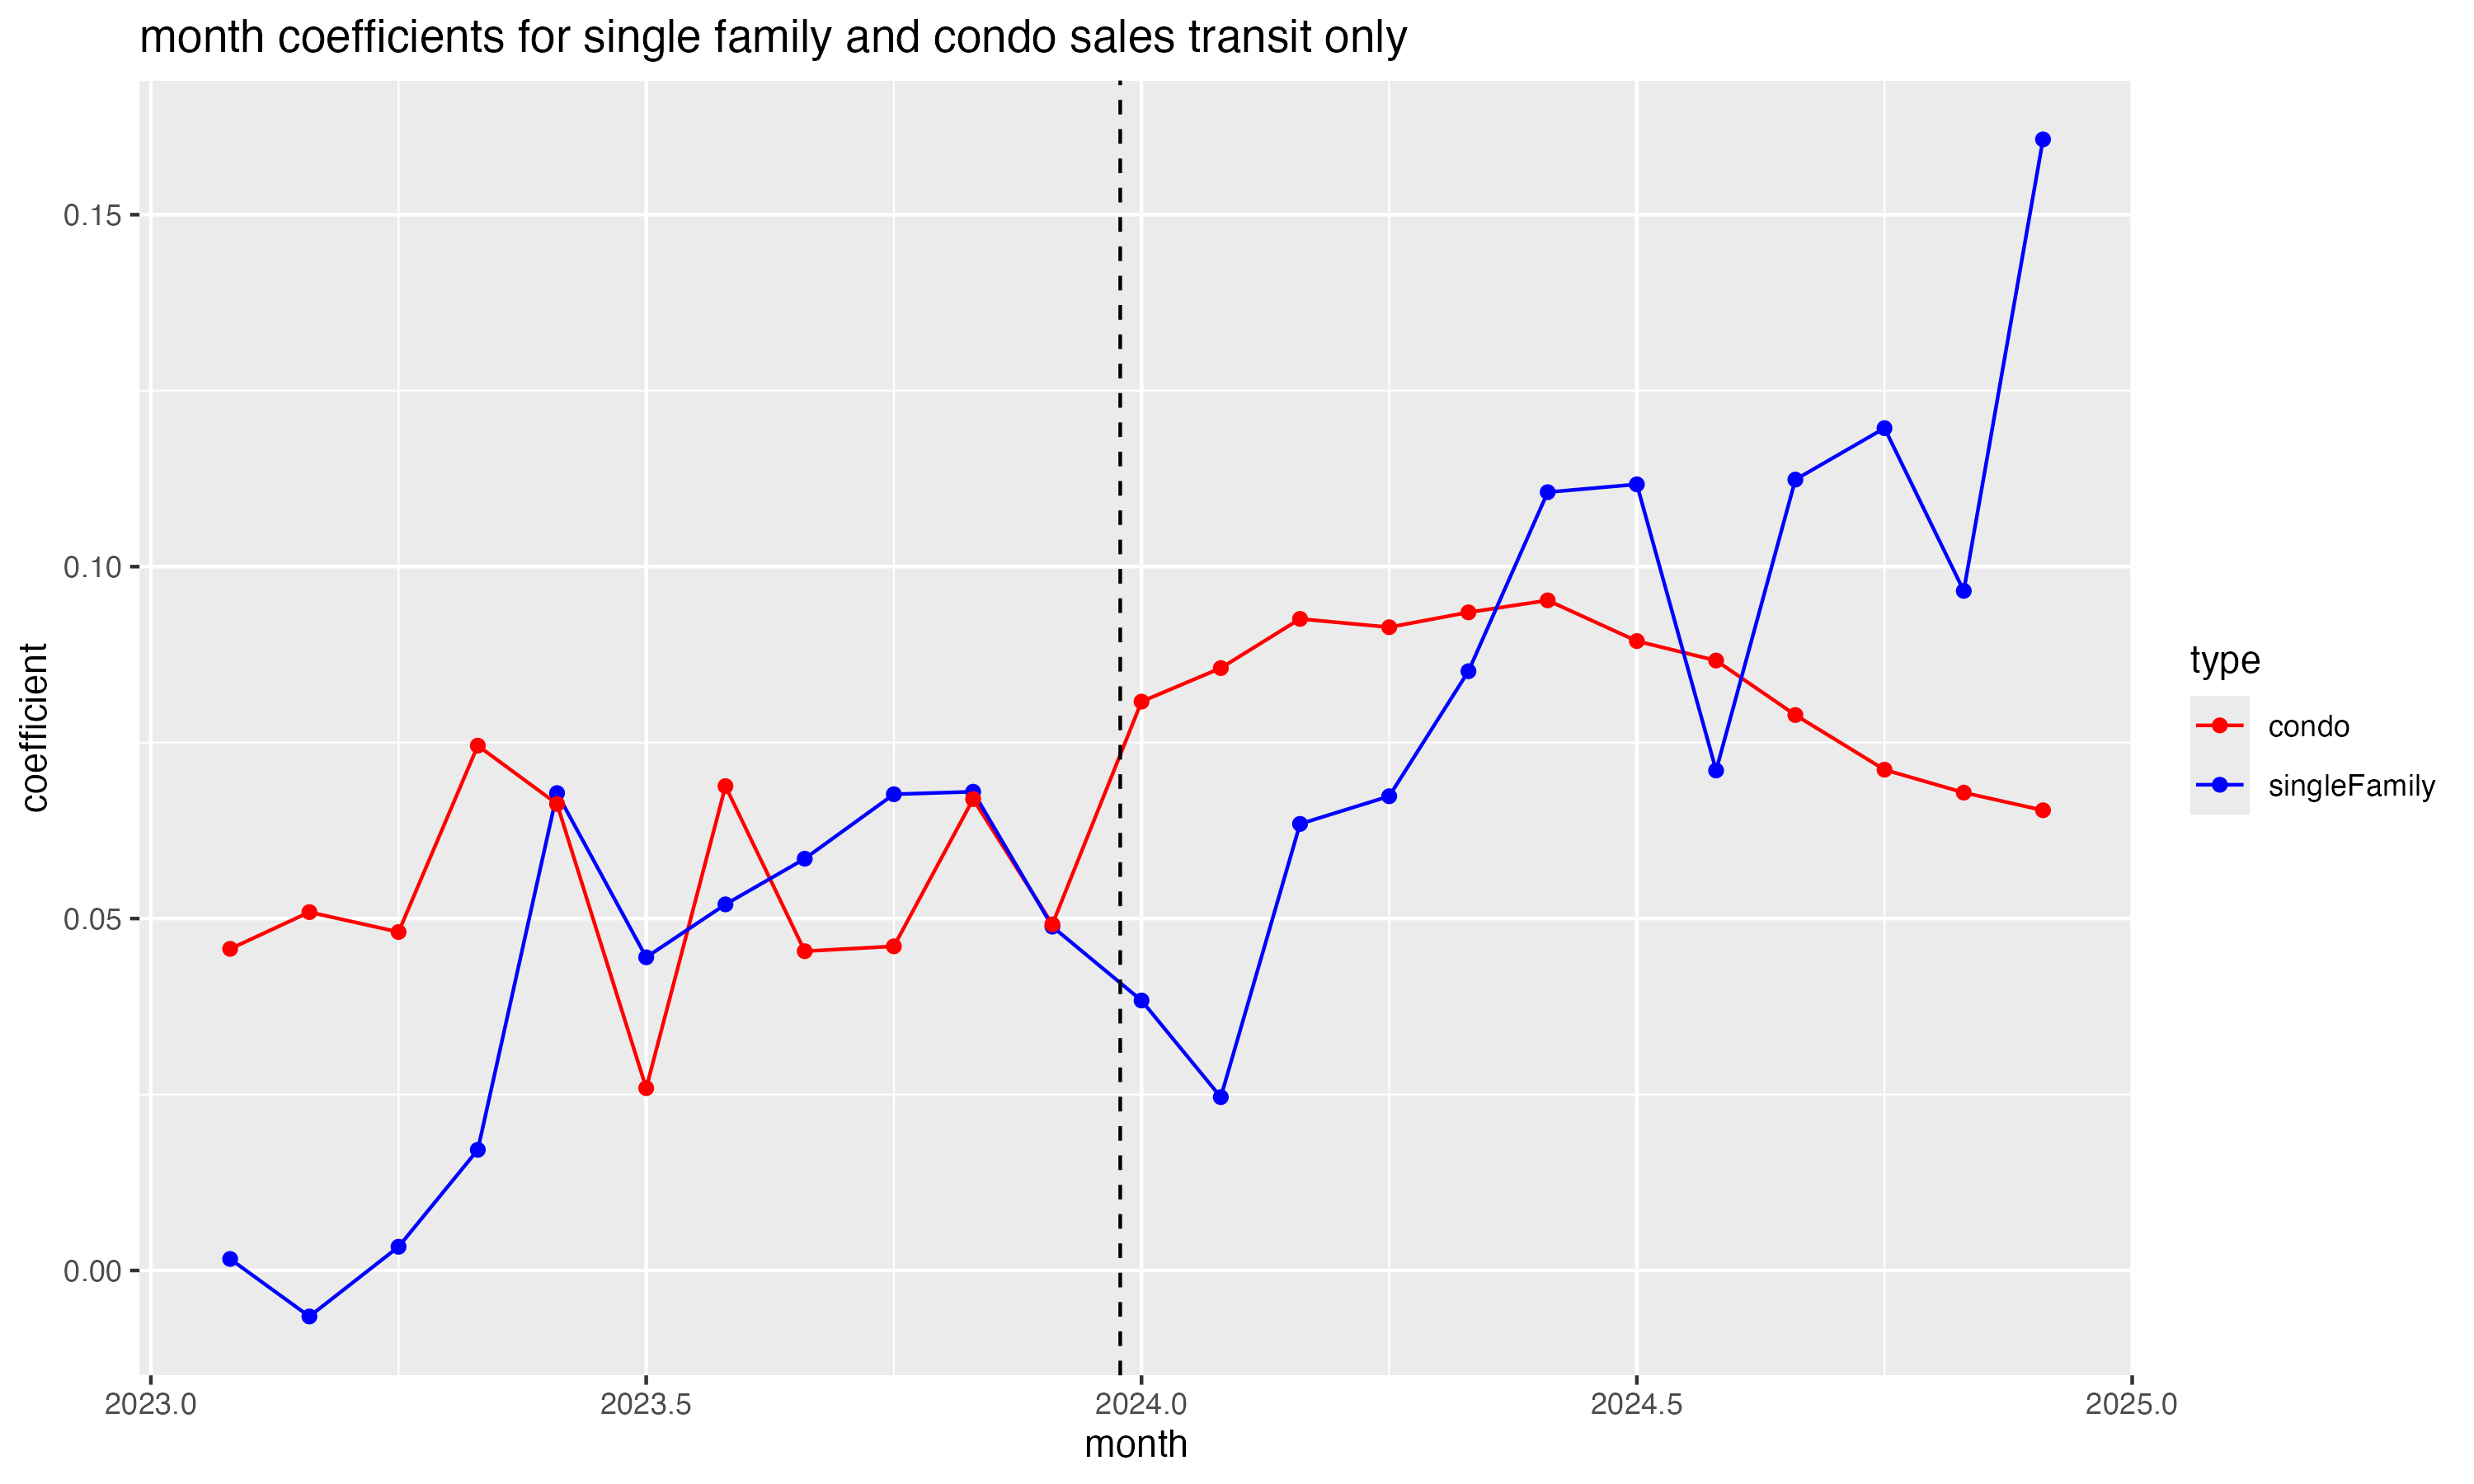 month coefficients for single family and condo sales transit only
coefficient
0.15
0.10
0.05
0.00
2023.0
2023.5
2024.0
2024.5
2025.0
month
type
condo
singleFamily